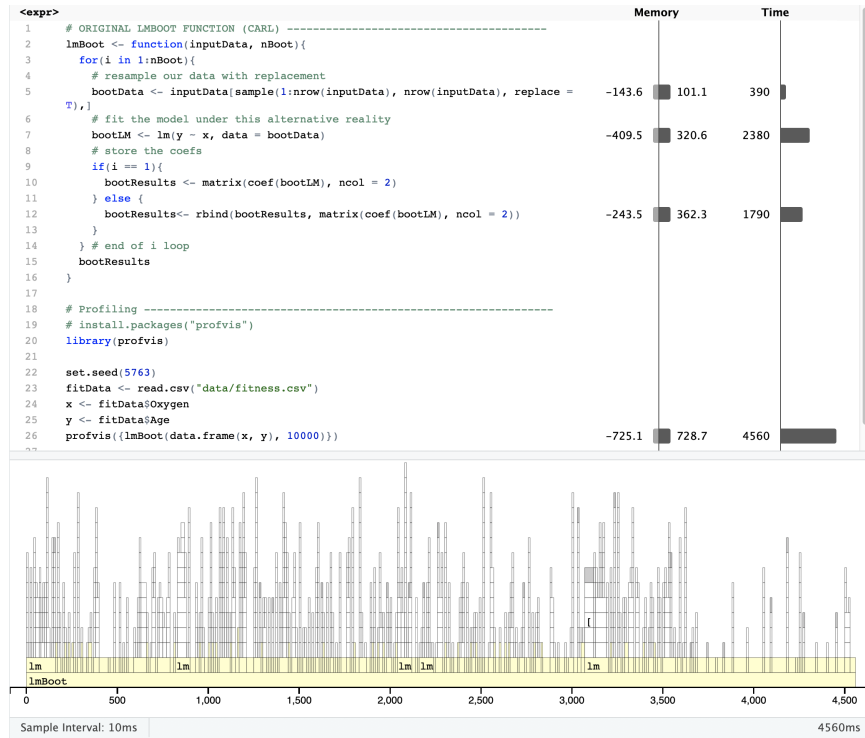 <expr> Memory Time
1 # ORIGINAL LMBOOT FUNCTION (CARL) ----------------------------------------
2 lmBoot <- function(inputData, nBoot){
3 for(i in 1:nBoot){
4 # resample our data with replacement
5 bootData <- inputData[sample(1:nrow(inputData), nrow(inputData), replace = -143.6 101.1 390
T),]
6 # fit the model under this alternative reality
7 bootLM <- lm(y ~ x, data = bootData) -409.5 320.6 2380
8 # store the coefs
9 if(i == 1){
10 bootResults <- matrix(coef(bootLM), ncol = 2)
11 } else {
12 bootResults<- rbind(bootResults, matrix(coef(bootLM), ncol = 2)) -243.5 362.3 1790
13 }
14 } # end of i loop
15 bootResults
16 }
17
18 # Profiling ---------------------------------------------------------------
19 # install.packages("profvis")
20 library(profvis)
21
22 set.seed(5763)
23 fitData <- read.csv("data/fitness.csv")
24 x <- fitData$Oxygen
25 y <- fitData$Age
26 profvis({lmBoot(data.frame(x, y), 10000)}) -725.1 728.7 4560
[
lm lm lm lm lm
lmBoot
0 500 1,000 1,500 2,000 2,500 3,000 3,500 4,000 4,500
Sample Interval: 10ms 4560ms